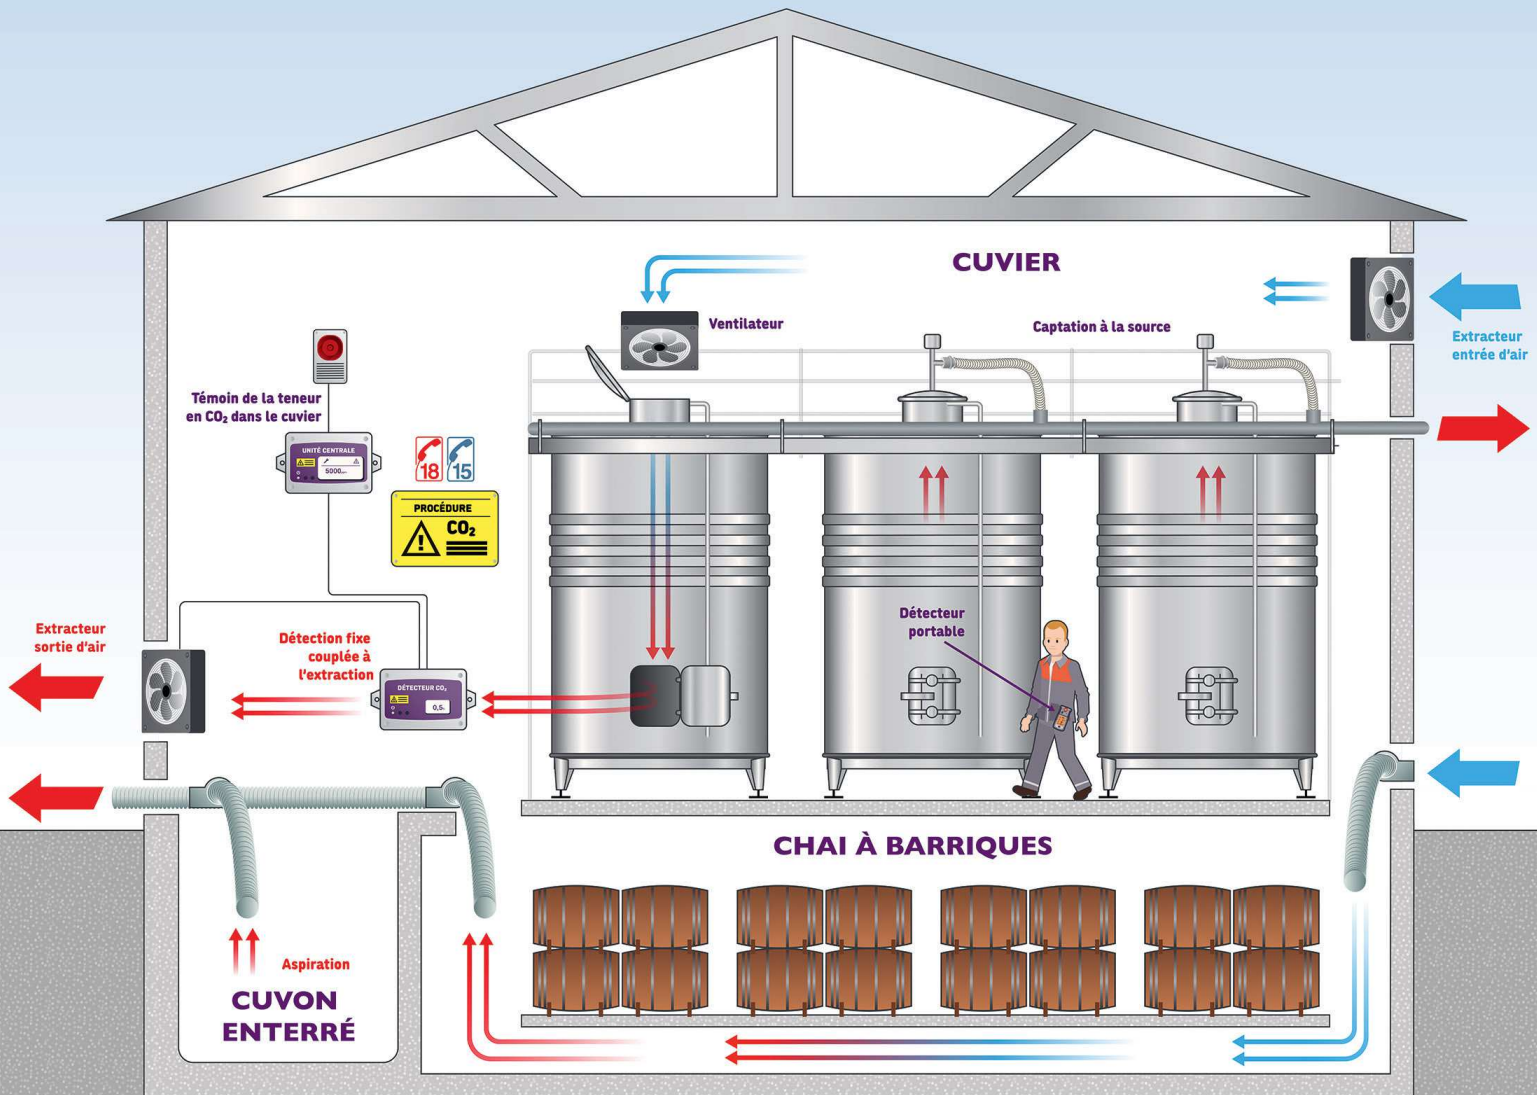 CUVIER
Ventilateur
Captation à la source
Extracteur
entrée d'air
Témoin de la teneur
en CO₂ dans le cuvier
UNITÉ CENTRALE
5000
18
15
PROCÉDURE
CO₂
Détecteur
portable
Extracteur
sortie d'air
Détection fixe
couplée à
l'extraction
DÉTECTEUR CO₂
0,5
CHAI À BARRIQUES
Aspiration
CUVON
ENTERRÉ